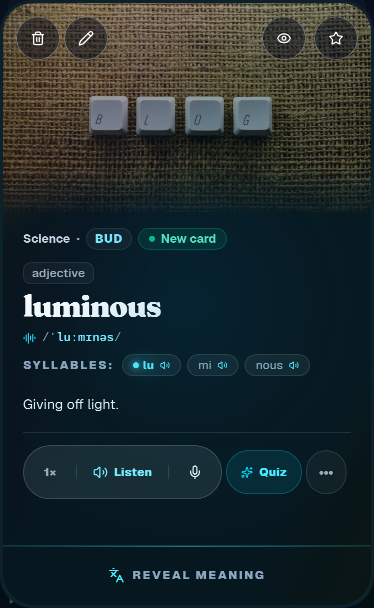 B L O G
Science · BUD New card
adjective
luminous
/ˈluːmɪnəs/
SYLLABLES: lu mi nous
Giving off light.
1× Listen Quiz
REVEAL MEANING